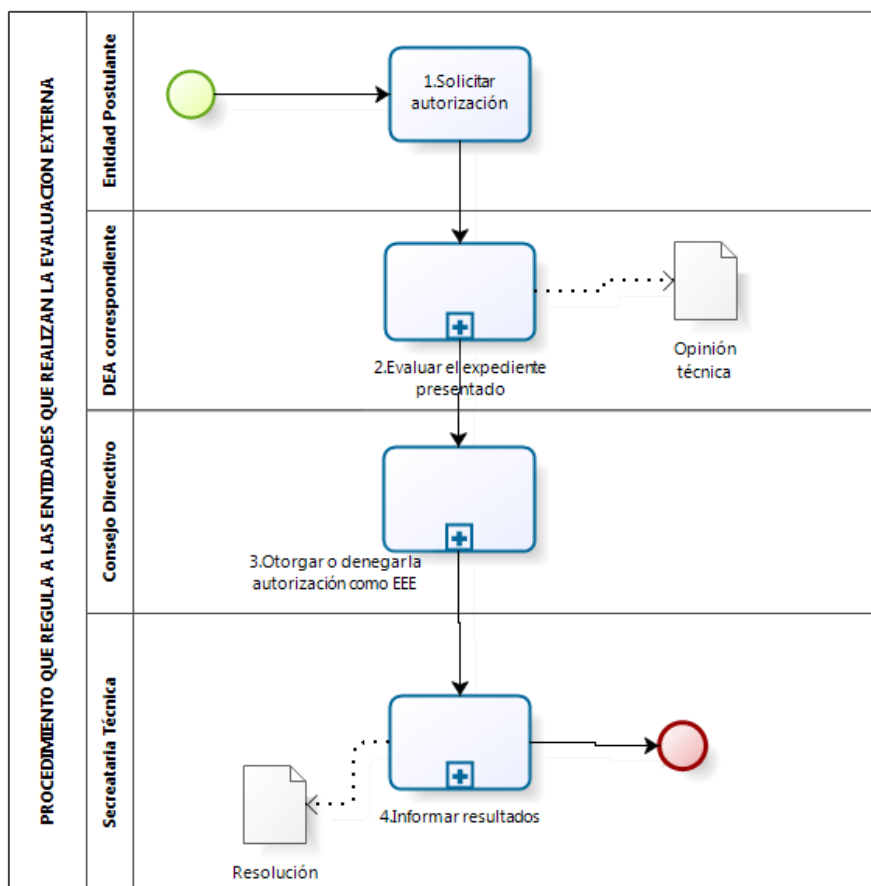 PROCEDIMIENTO QUE REGULA A LAS ENTIDADES QUE REALIZAN LA EVALUACION EXTERNA
Entidad Postulante
1.Solicitar
autorización
DEA correspondiente
2.Evaluar el expediente
presentado
Opinión
técnica
Consejo Directivo
3.Otorgar o denegar la
autorización como EEE
Secreataria Técnica
4.Informar resultados
Resolución